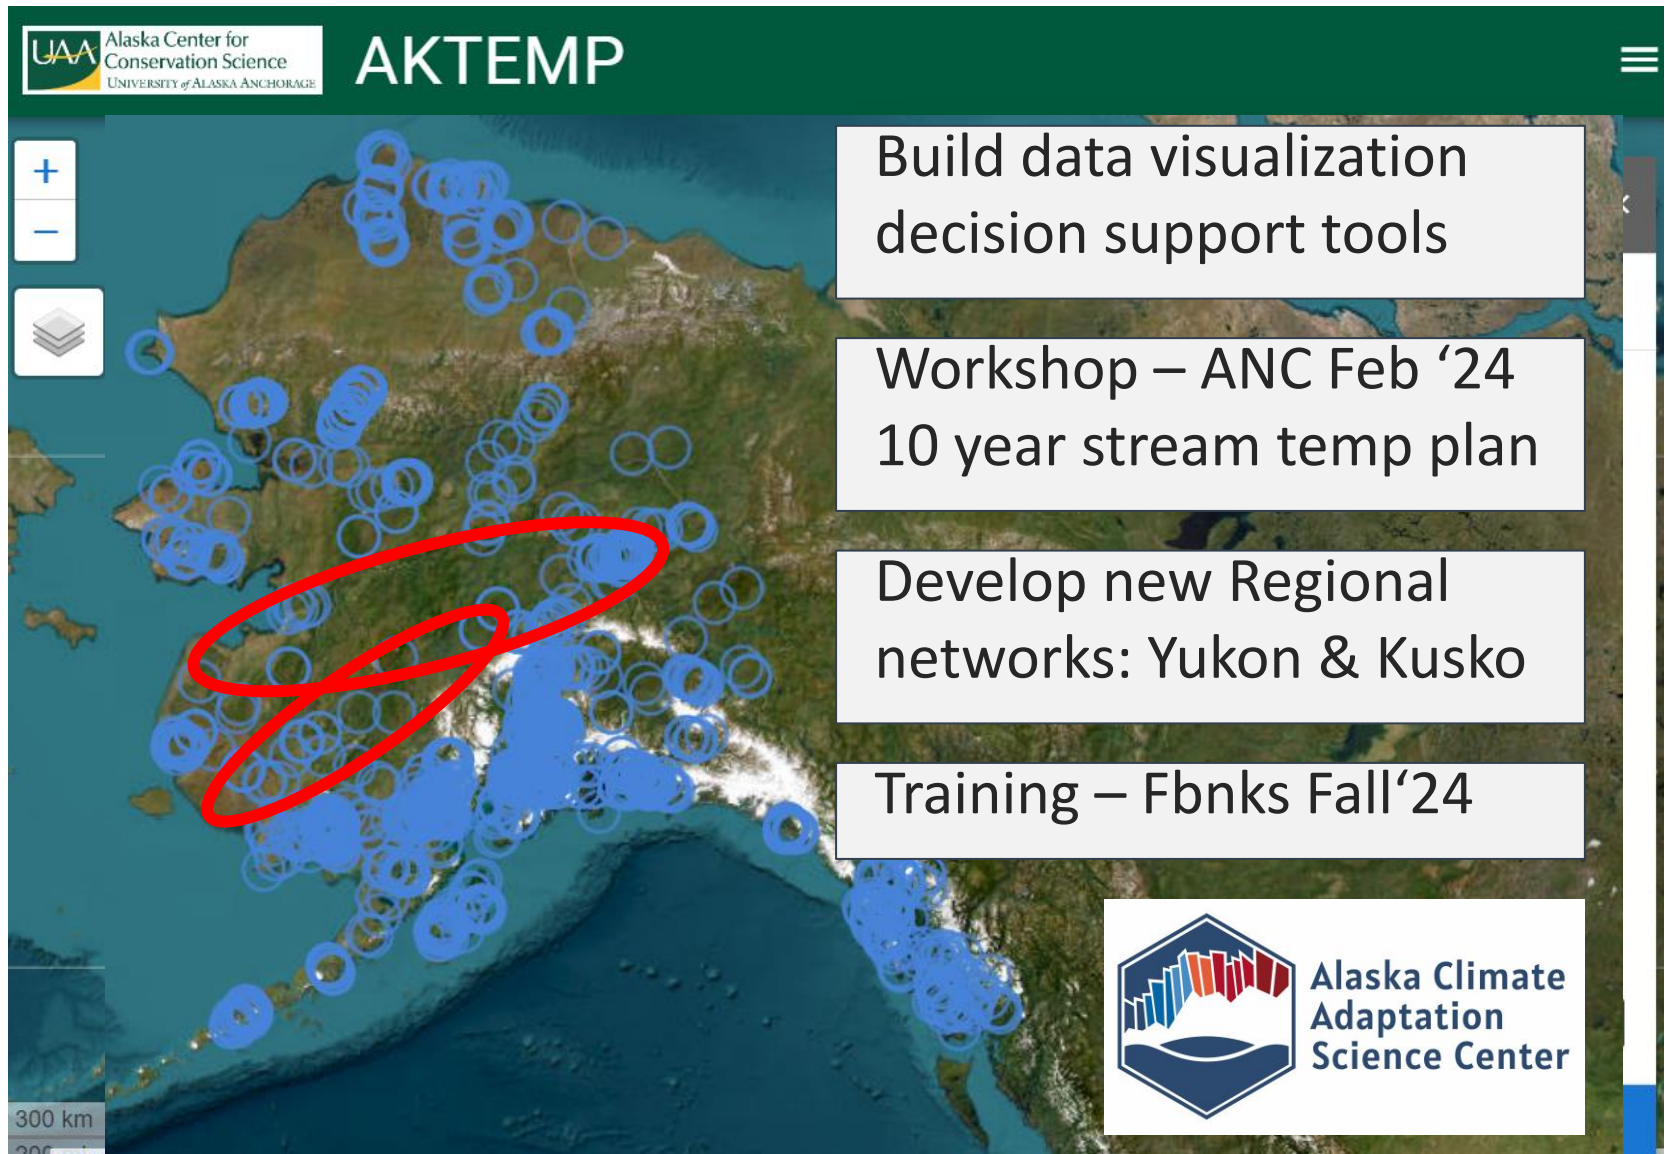 UAA
Alaska Center for
Conservation Science
UNIVERSITY of ALASKA ANCHORAGE
AKTEMP
+
−
Build data visualization
decision support tools
Workshop – ANC Feb ‘24
10 year stream temp plan
Develop new Regional
networks: Yukon & Kusko
Training – Fbnks Fall‘24
Alaska Climate
Adaptation
Science Center
300 km